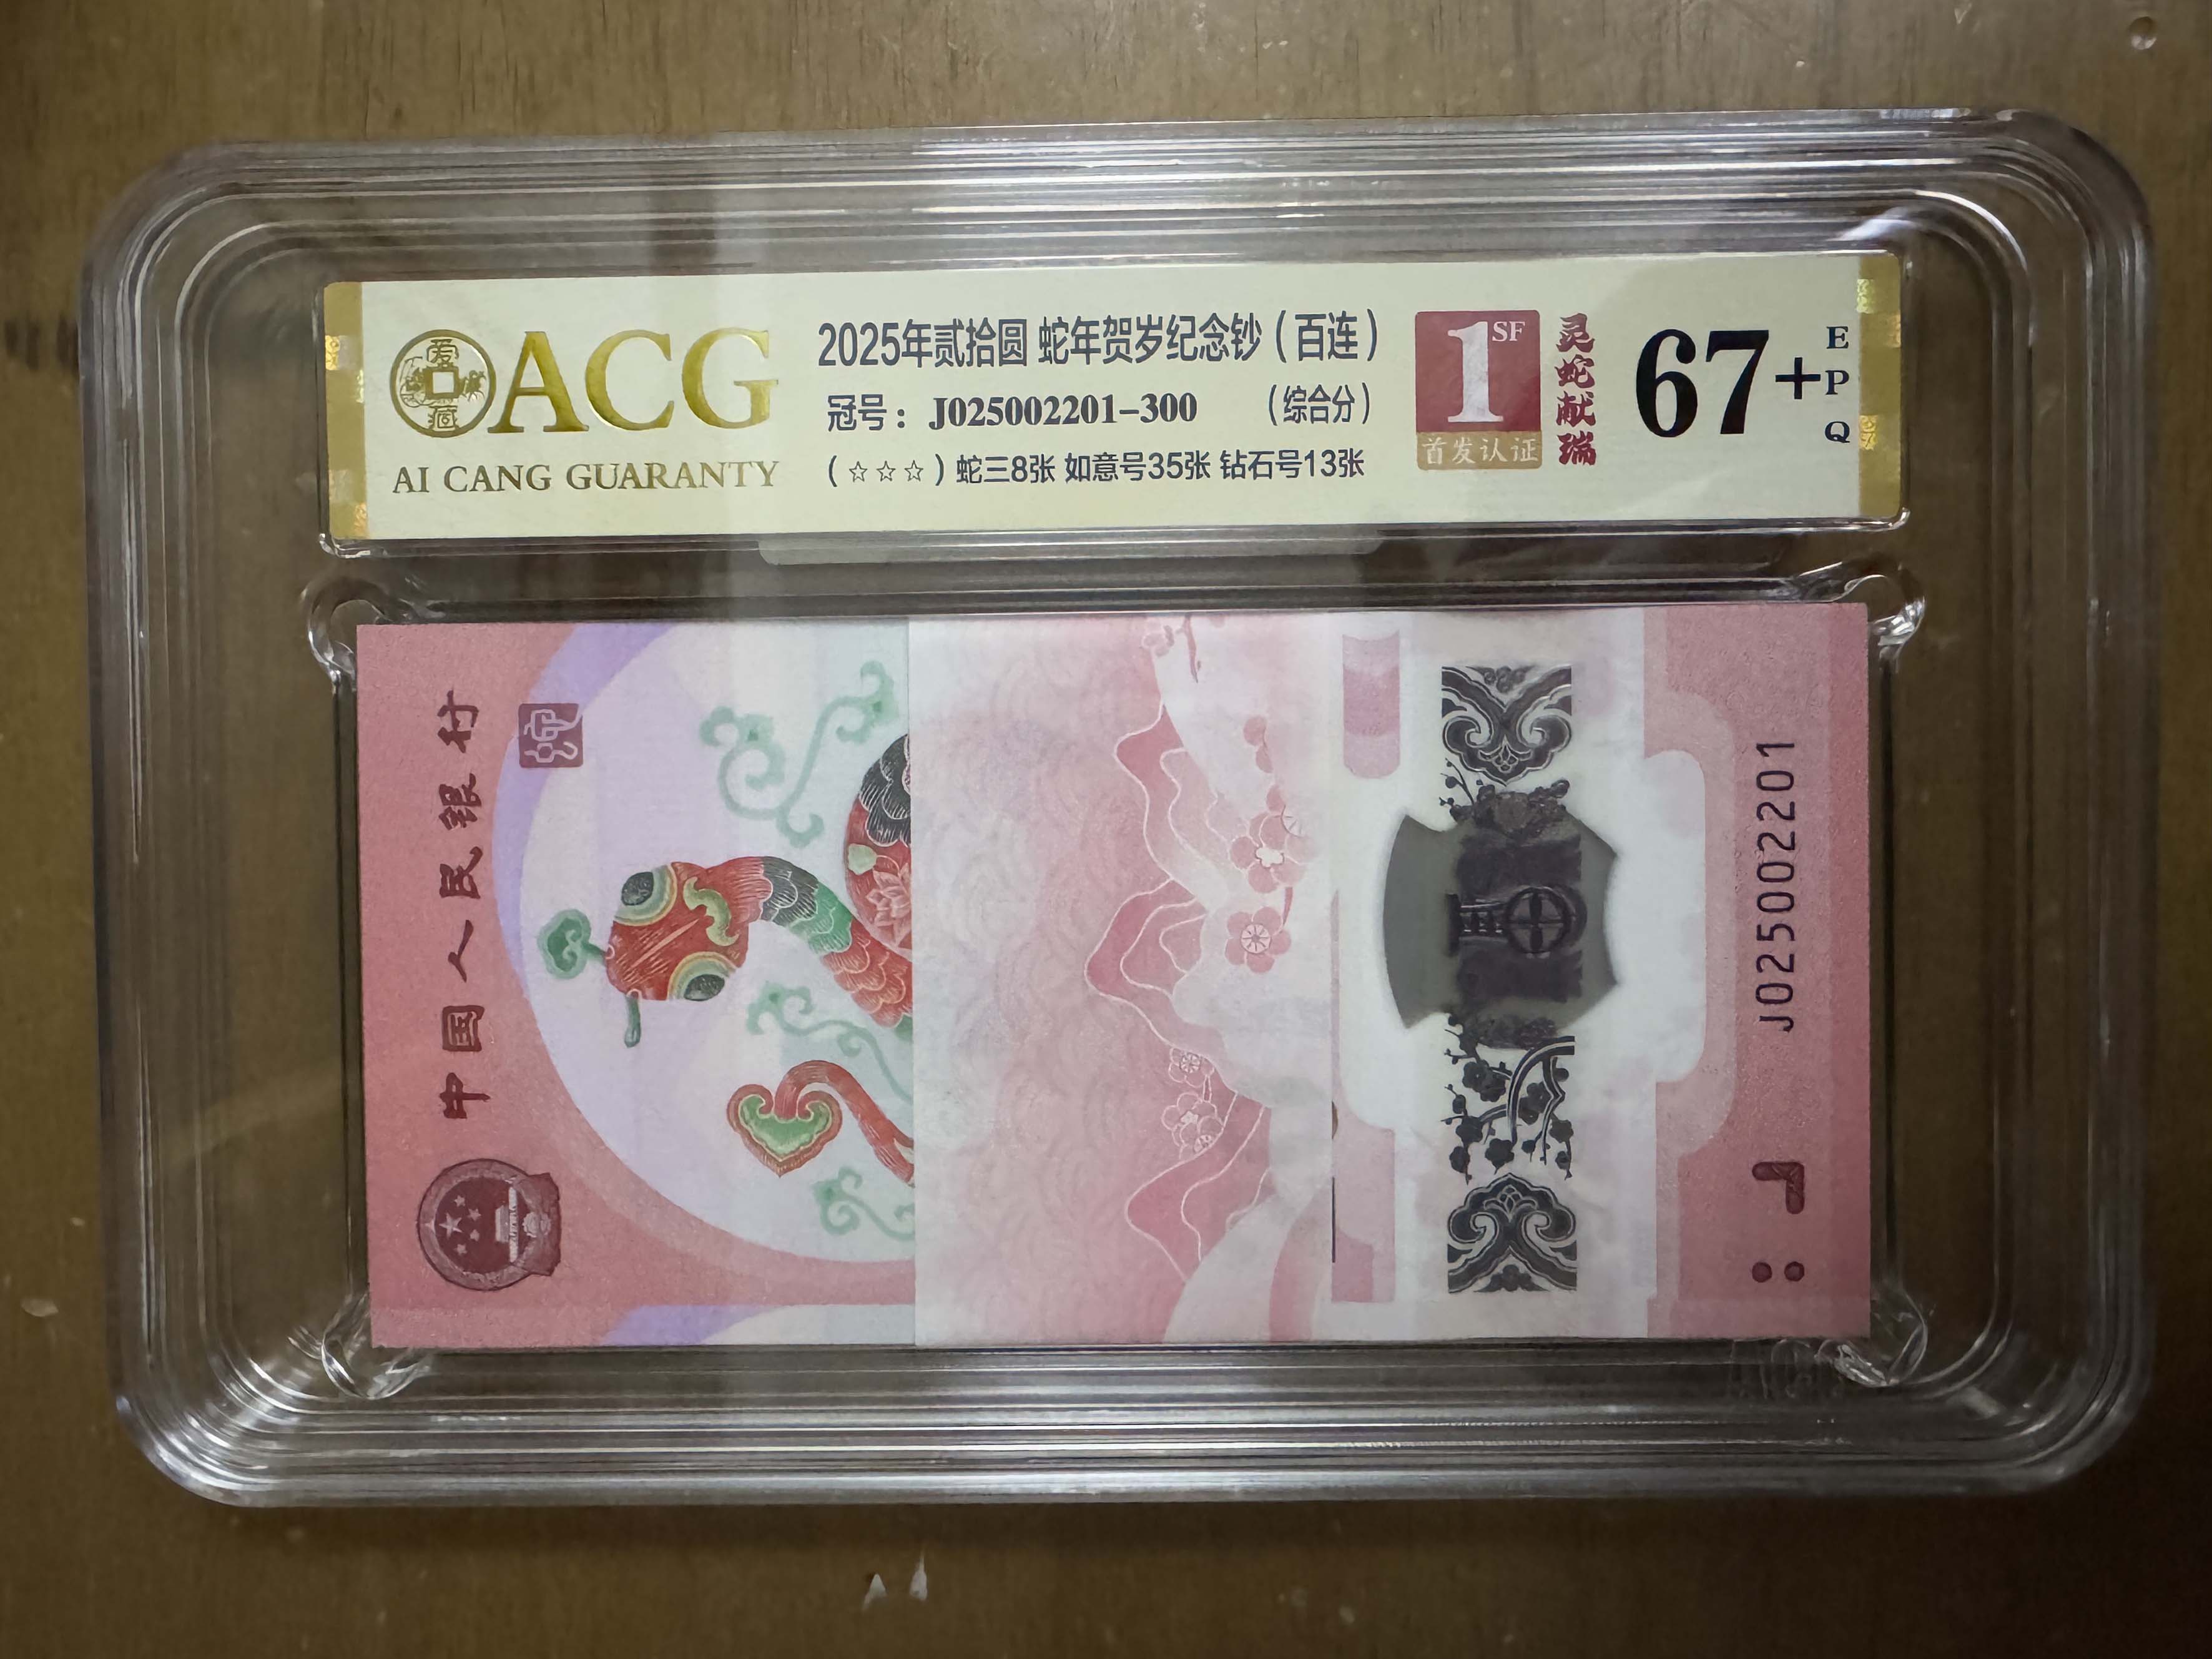 ACG
AI CANG GUARANTY
2025年贰拾圆 蛇年贺岁纪念钞(百连)
冠号: J025002201-300 (综合分)
(☆☆☆)蛇三8张 如意号35张 钻石号13张
1 SF
首发认证
灵蛇献瑞
67+
EPQ
中国人民银行
J025002201